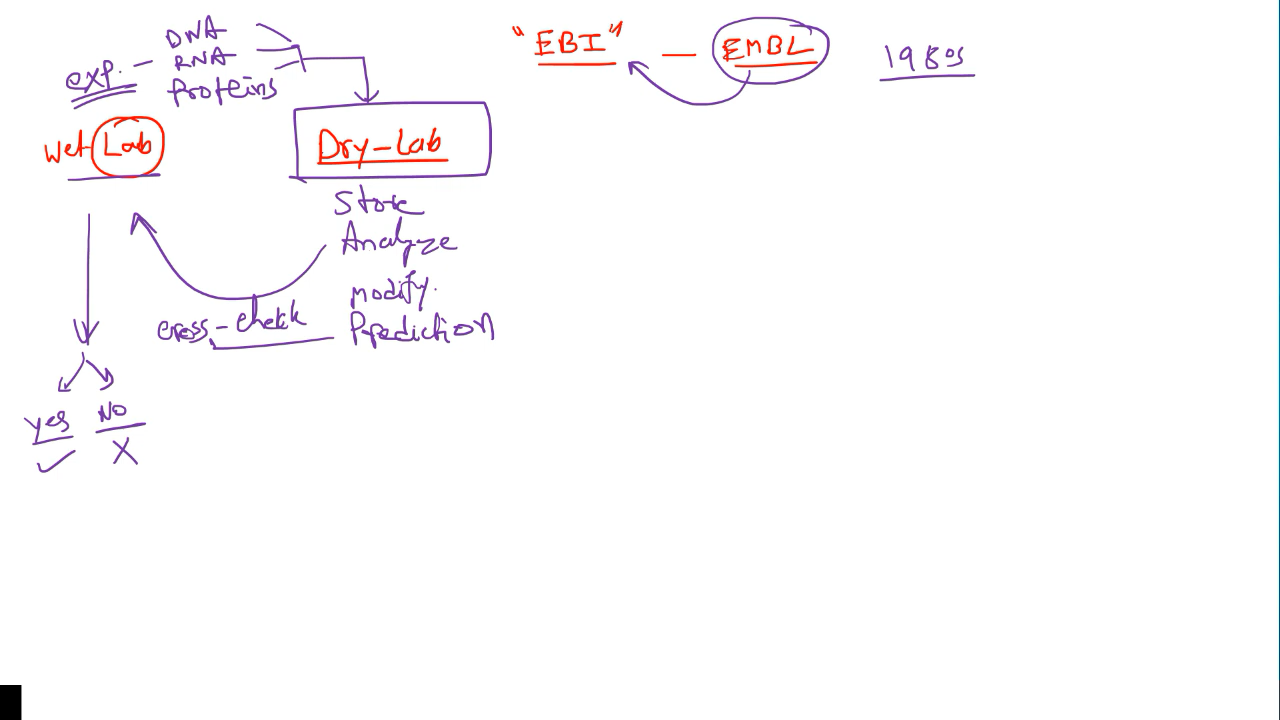 exp. - DNA
RNA
Proteins
Wet Lab
Dry-Lab
Store
Analyze
modify.
Prediction
cross-check
Yes NO
✓ X
"EBI" - EMBL 1980s